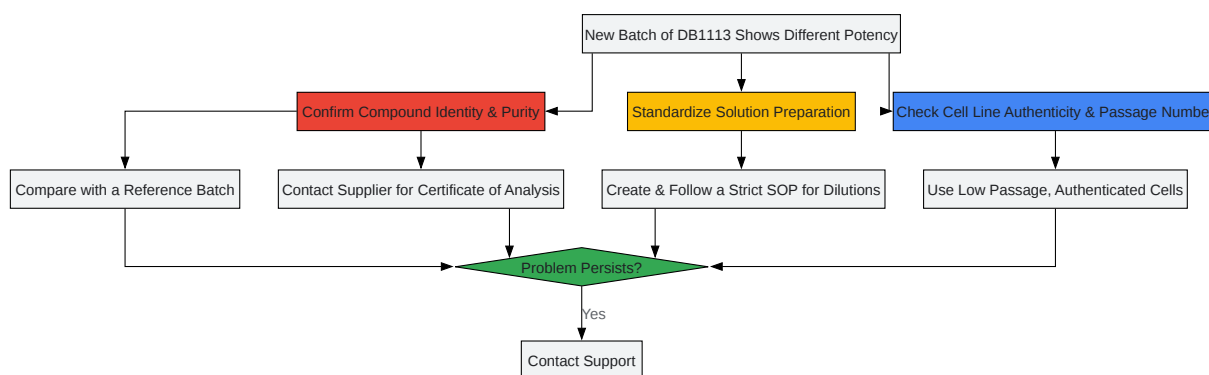 New Batch of DB1113 Shows Different Potency
Confirm Compound Identity & Purity
Standardize Solution Preparation
Check Cell Line Authenticity & Passage Numbe
Compare with a Reference Batch
Contact Supplier for Certificate of Analysis
Create & Follow a Strict SOP for Dilutions
Use Low Passage, Authenticated Cells
Problem Persists?
Yes
Contact Support